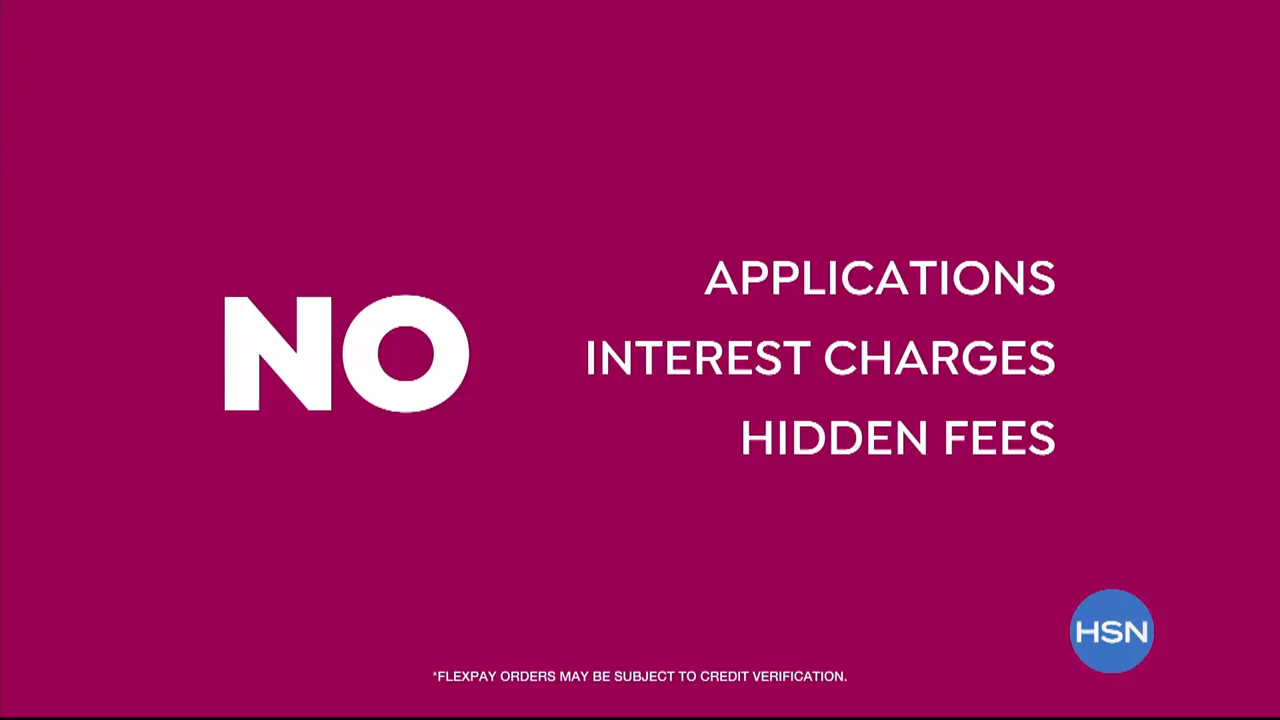 NO
APPLICATIONS
INTEREST CHARGES
HIDDEN FEES
HSN
*FLEXPAY ORDERS MAY BE SUBJECT TO CREDIT VERIFICATION.